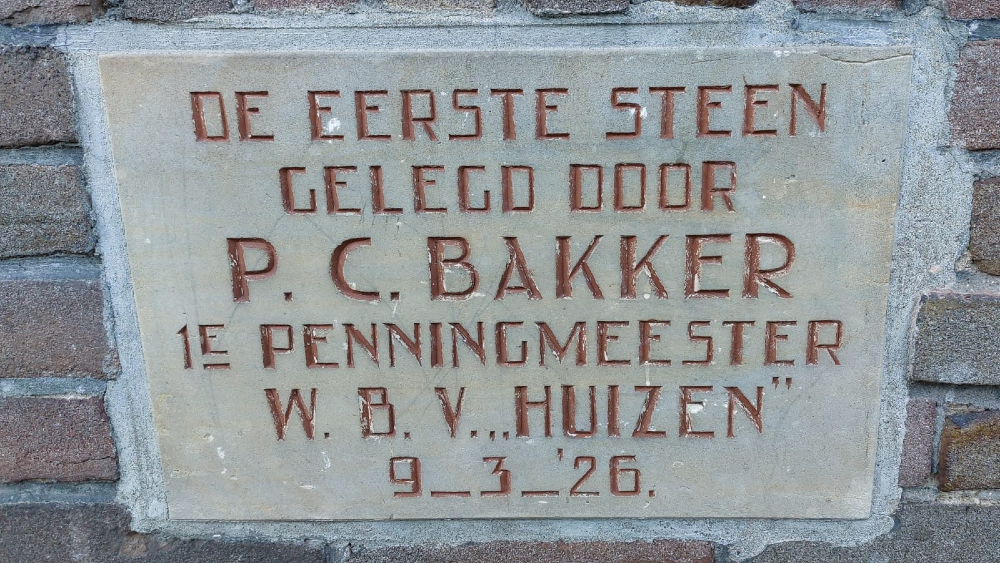 DE EERSTE STEEN
GELEGD DOOR
P. C. BAKKER
1E PENNINGMEESTER
W. B. V. „HUIZEN"
9_3_'26.